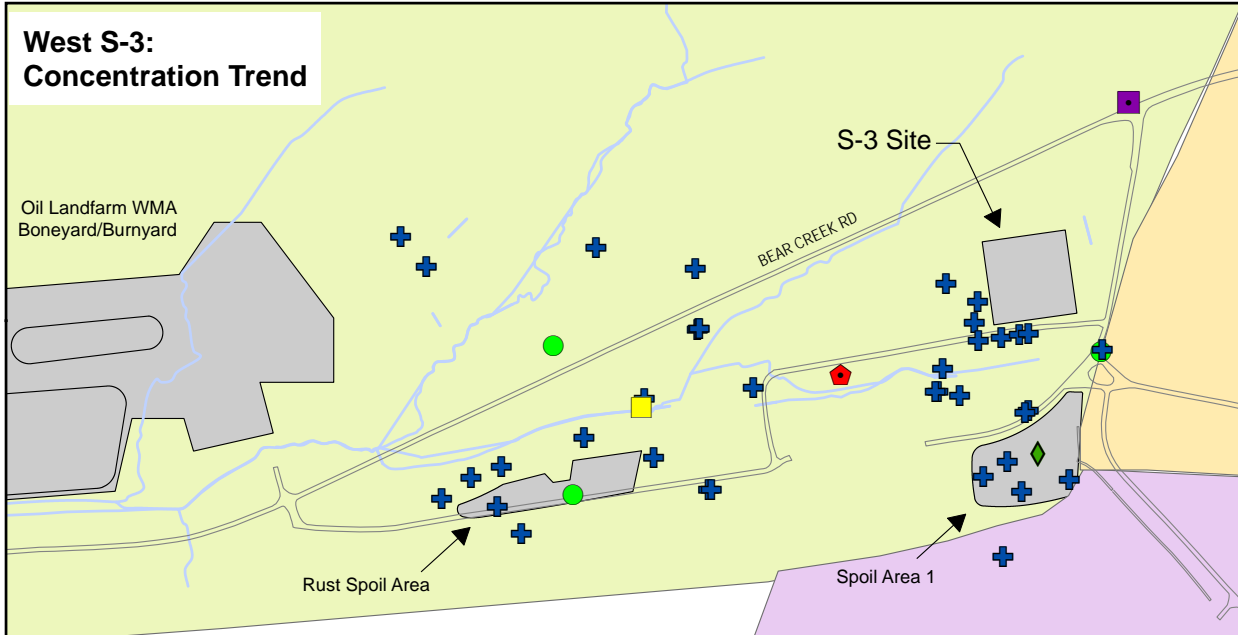 West S-3:
Concentration Trend
S-3 Site
Oil Landfarm WMA
Boneyard/Burnyard
BEAR CREEK RD
Rust Spoil Area
Spoil Area 1